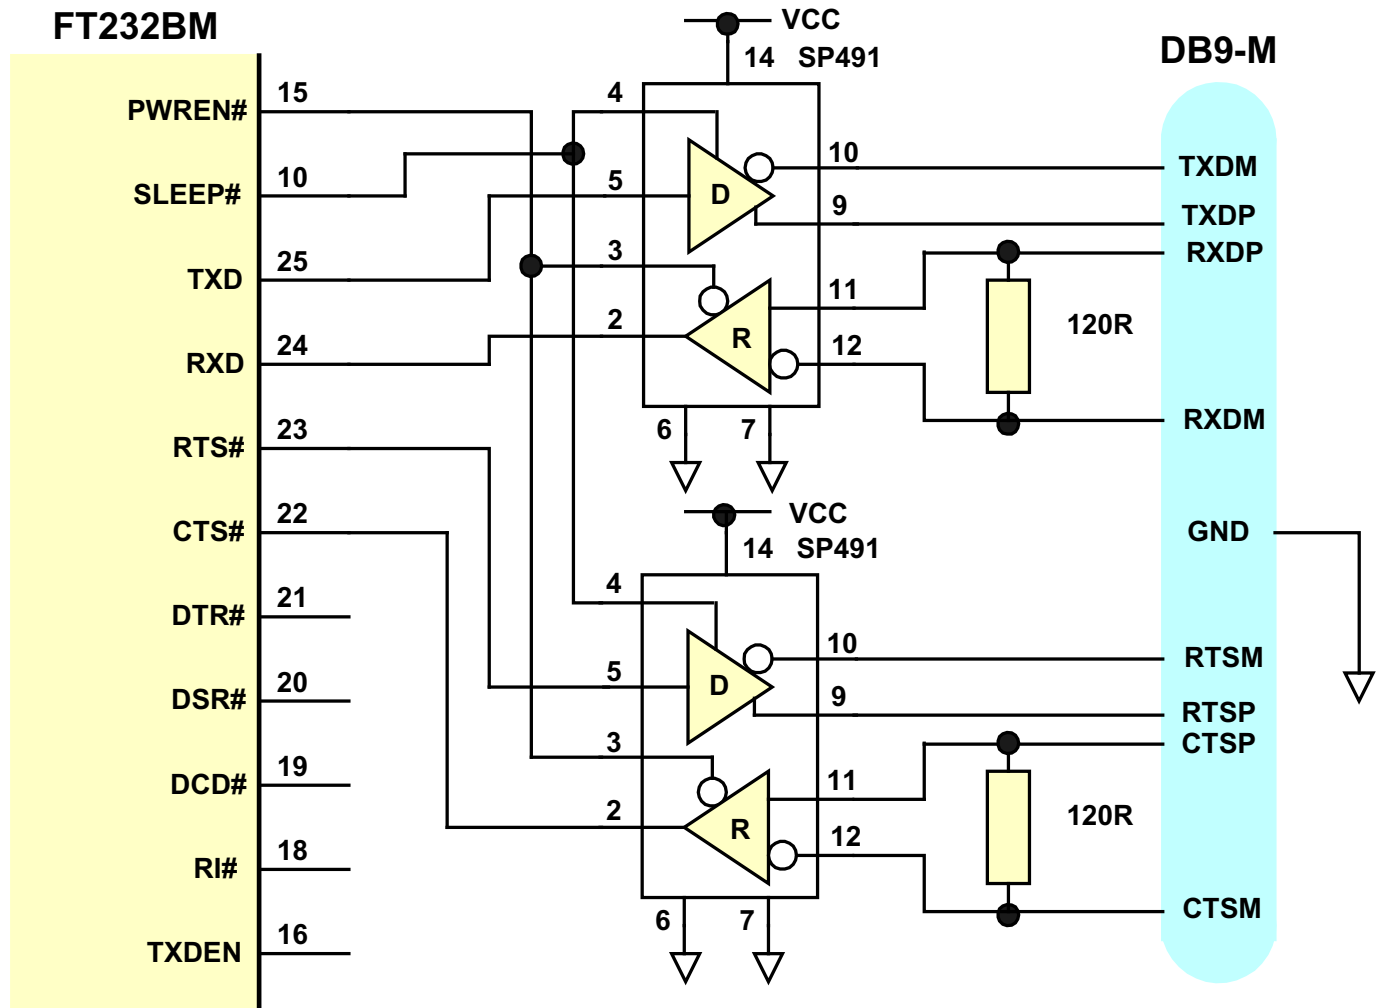 FT232BM
VCC
14 SP491
DB9-M
PWREN# 15
4
SLEEP# 10
5
D
10 TXDM
9 TXDP
TXD 25
3
RXDP
11
RXD 24
2
R
12
120R
RTS# 23
6 7
RXDM
CTS# 22
VCC
14 SP491
GND
DTR# 21
4
DSR# 20
5
D
10 RTSM
9 RTSP
DCD# 19
3
CTSP
11
RI# 18
2
R
12
120R
TXDEN 16
6 7
CTSM